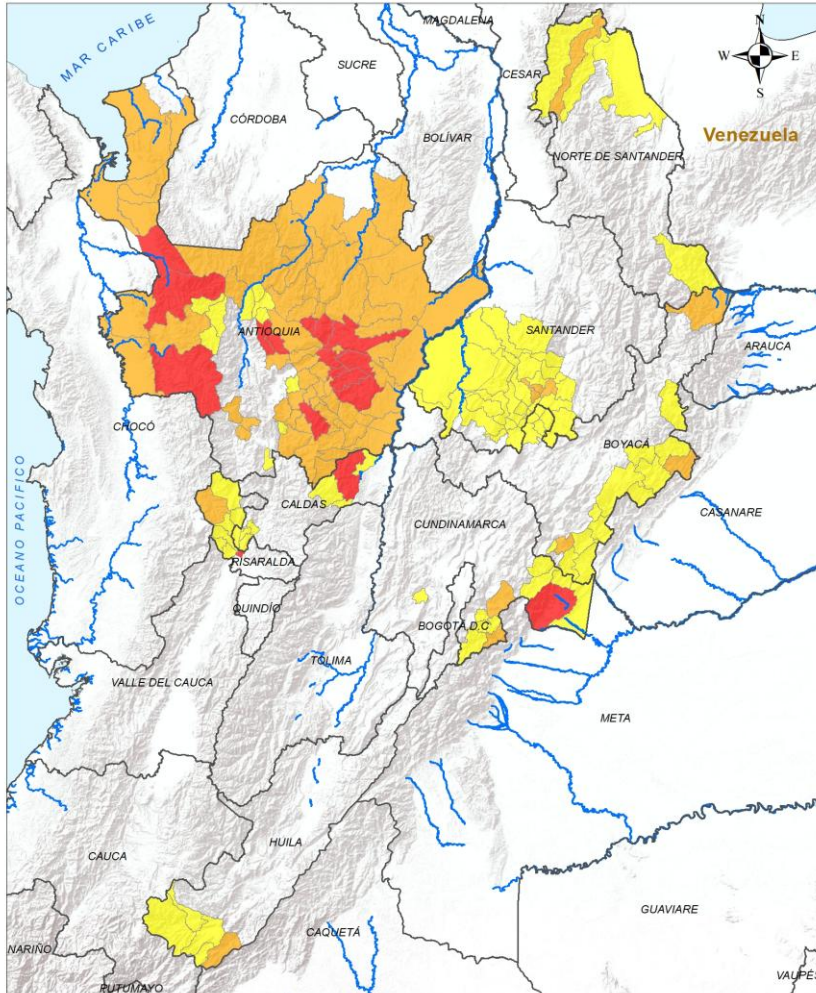 MAGDALENA
N
W E
S
MAR CARIBE
SUCRE
CESAR
CÓRDOBA
BOLÍVAR
Venezuela
NORTE DE SANTANDER
ANTIOQUIA
SANTANDER
ARAUCA
CHOCÓ
BOYACÁ
CALDAS
CUNDINAMARCA
CASANARE
OCEANO PACIFICO
RISARALDA
QUINDÍO
BOGOTÁ D.C
TOLIMA
VALLE DEL CAUCA
META
HUILA
CAUCA
GUAVIARE
CAQUETÁ
NARIÑO
PUTUMAYO
VAUPÉS